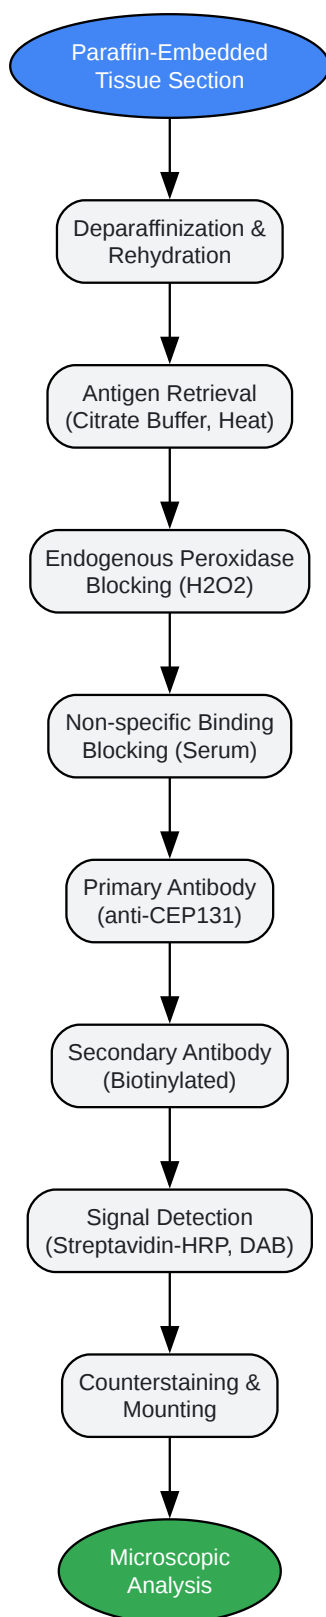 Paraffin-Embedded
Tissue Section
Deparaffinization &
Rehydration
Antigen Retrieval
(Citrate Buffer, Heat)
Endogenous Peroxidase
Blocking (H2O2)
Non-specific Binding
Blocking (Serum)
Primary Antibody
(anti-CEP131)
Secondary Antibody
(Biotinylated)
Signal Detection
(Streptavidin-HRP, DAB)
Counterstaining &
Mounting
Microscopic
Analysis